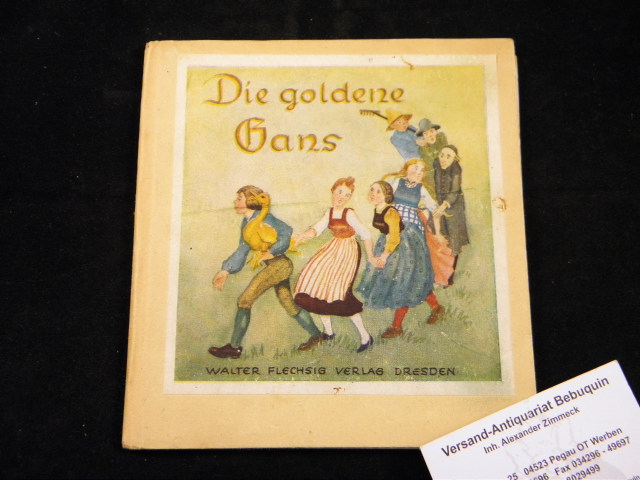 Die goldene
Gans
WALTER FLECHSIG VERLAG DRESDEN
Versand-Antiquariat Bebuquin
Inh. Alexander Zimmeck
25 04523 Pegau OT Werben
Fax 034296 - 49697